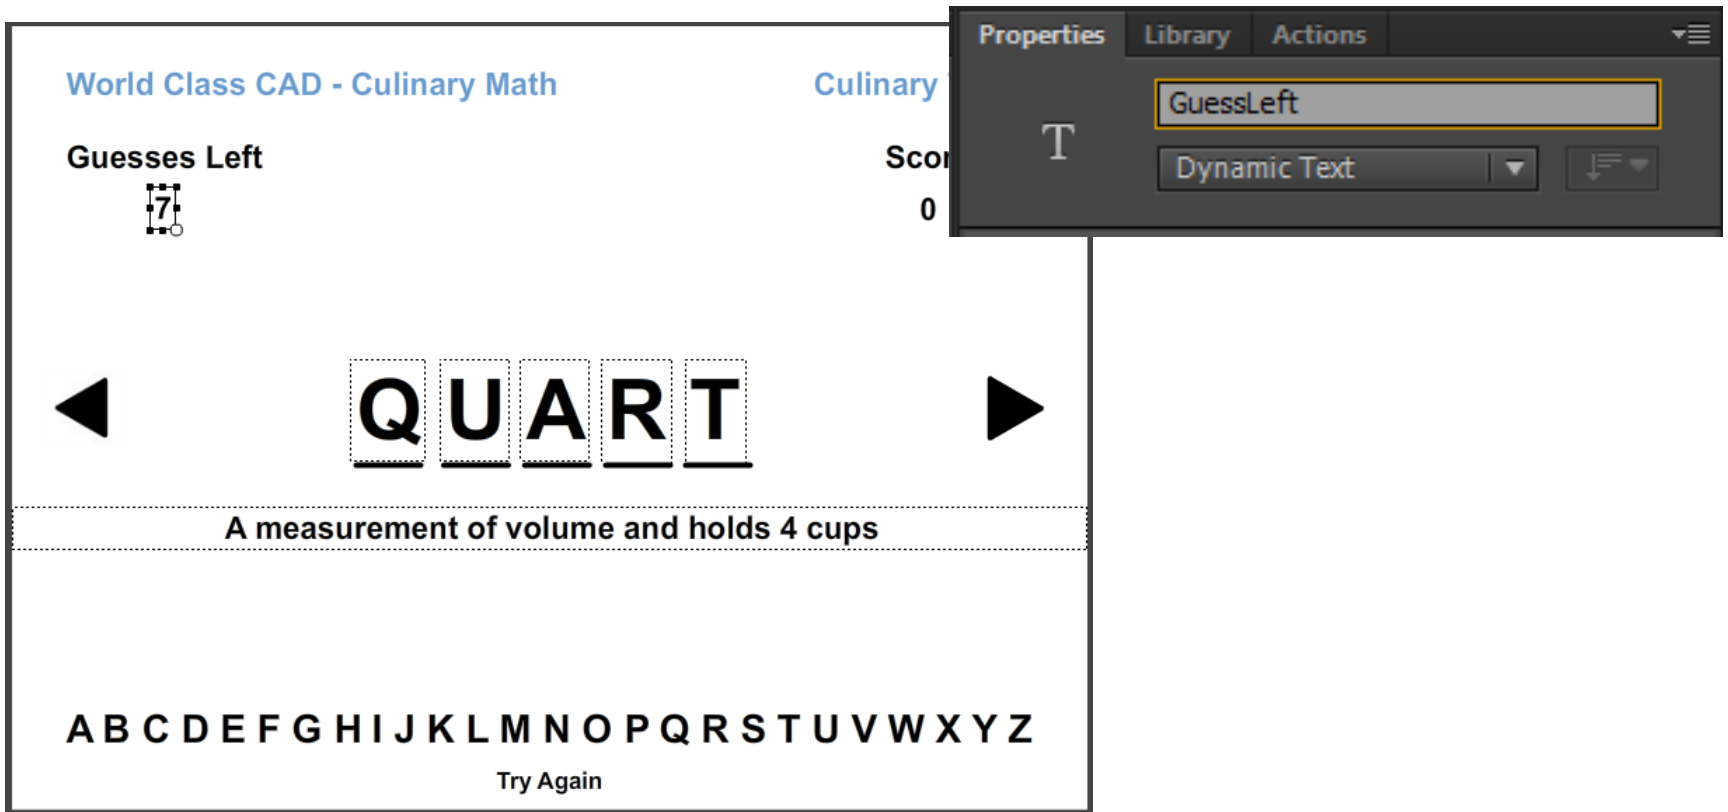 Properties Library Actions
GuessLeft
T
Dynamic Text
World Class CAD - Culinary Math Culinary
Guesses Left Scor
7 0
QUART
A measurement of volume and holds 4 cups
A B C D E F G H I J K L M N O P Q R S T U V W X Y Z
Try Again